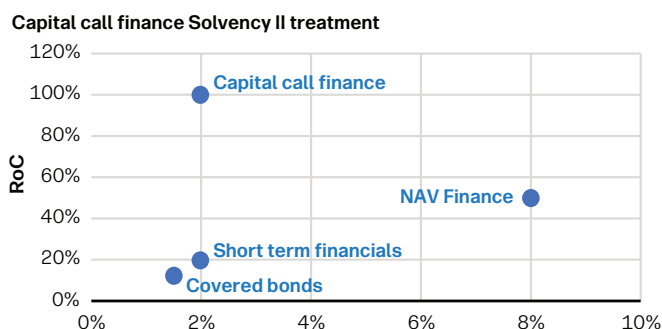 Capital call finance Solvency II treatment
120%
100%
80%
60%
40%
20%
0%
RoC
Capital call finance
NAV Finance
Short term financials
Covered bonds
0% 2% 4% 6% 8% 10%